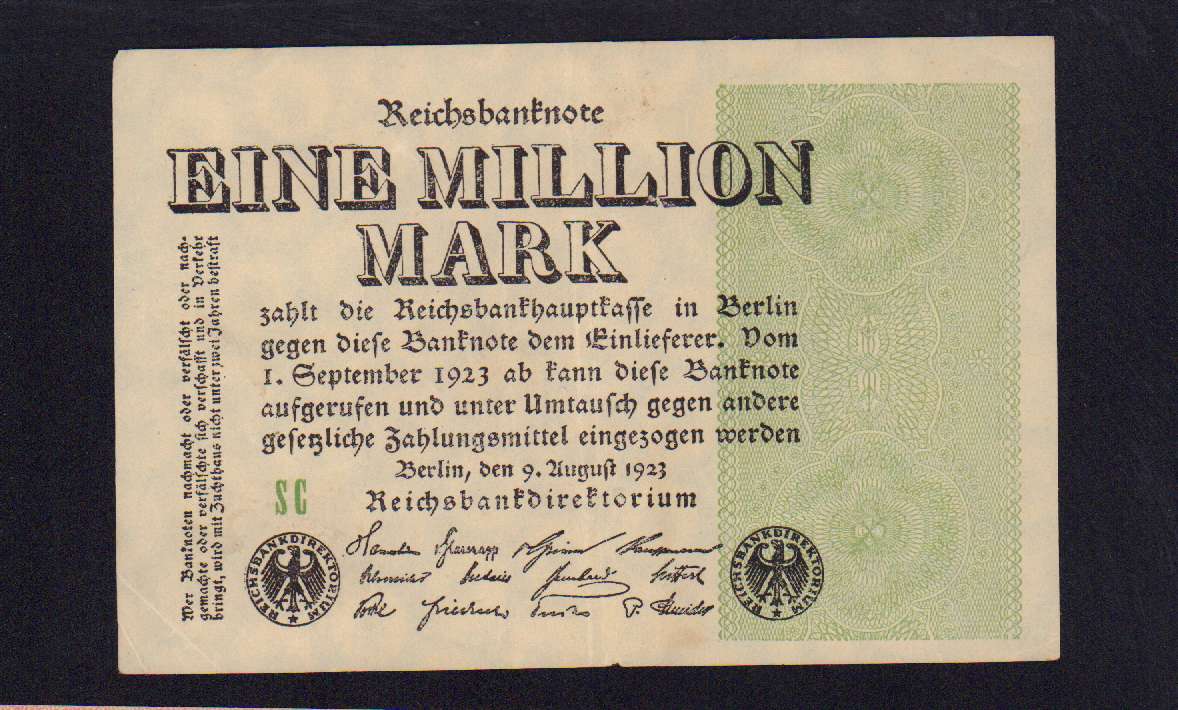 Reichsbanknote
EINE MILLION
MARK
zahlt die Reichsbankhauptkasse in Berlin
gegen diese Banknote dem Einlieferer. Vom
1. September 1923 ab kann diese Banknote
aufgerufen und unter Umtausch gegen andere
gesetzliche Zahlungsmittel eingezogen werden
Berlin, den 9. August 1923
Reichsbankdirektorium
SC
REICHSBANKDIREKTORIUM
REICHSBANKDIREKTORIUM
Wer Banknoten nachmacht oder verfälscht oder nach-
gemachte oder verfälschte sich verschafft und in Verkehr
bringt, wird mit Zuchthaus nicht unter zwei Jahren bestraft